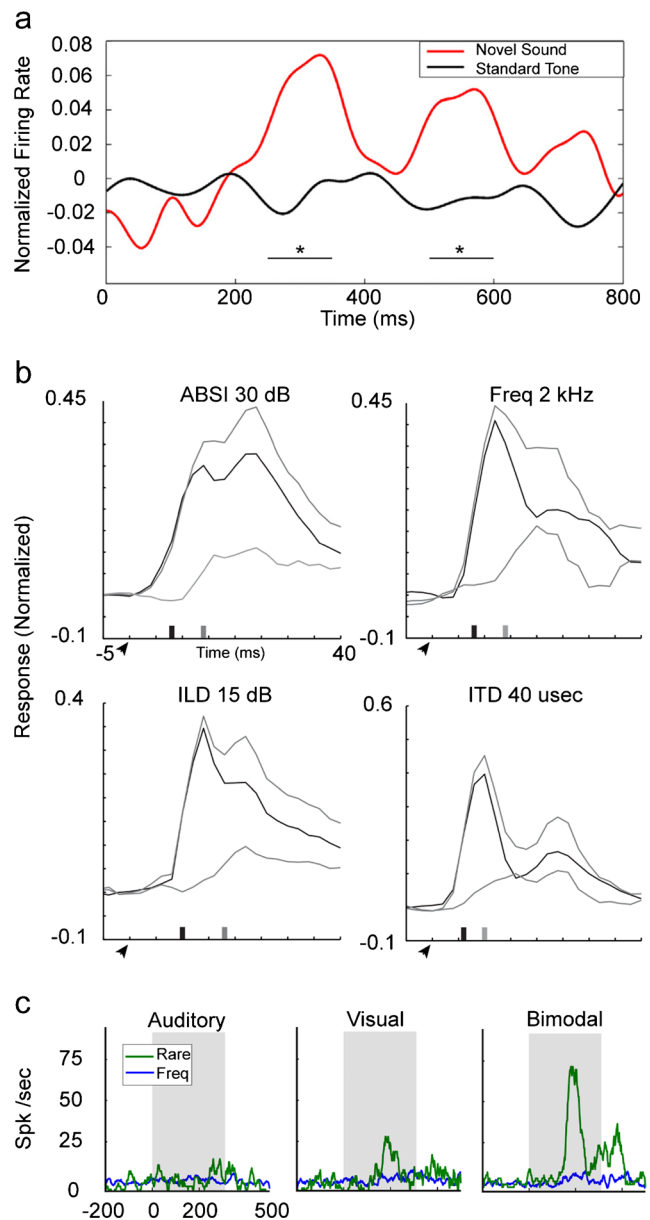 a
0.08
0.06
0.04
0.02
0
-0.02
-0.04
Normalized Firing Rate
Novel Sound
Standard Tone
*
*
0
200
400
600
800
Time (ms)
b
Response (Normalized)
ABSI 30 dB
0.45
-0.1
-5
Time (ms)
40
Freq 2 kHz
0.45
-0.1
ILD 15 dB
0.4
-0.1
ITD 40 usec
0.6
-0.1
c
Auditory
Visual
Bimodal
Rare
Freq
Spk /sec
75
50
25
0
-200
0
200
500